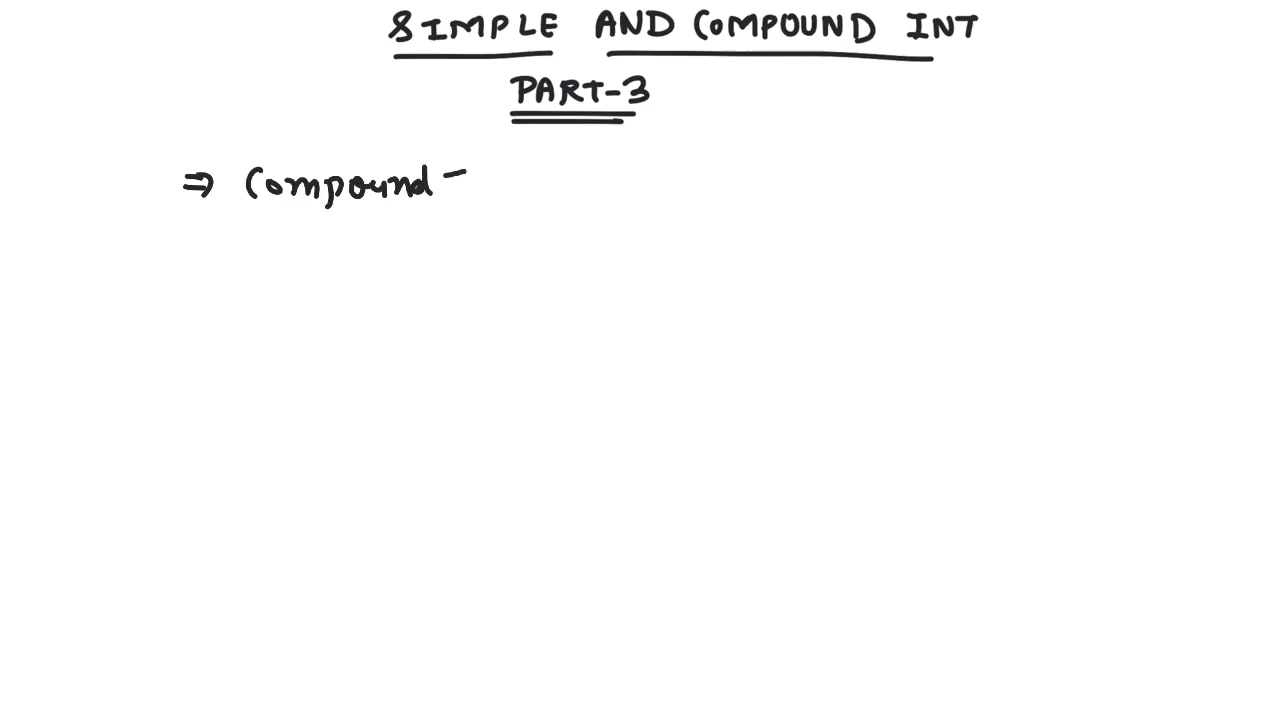 SIMPLE AND COMPOUND INT
PART-3
⇒ Compound -